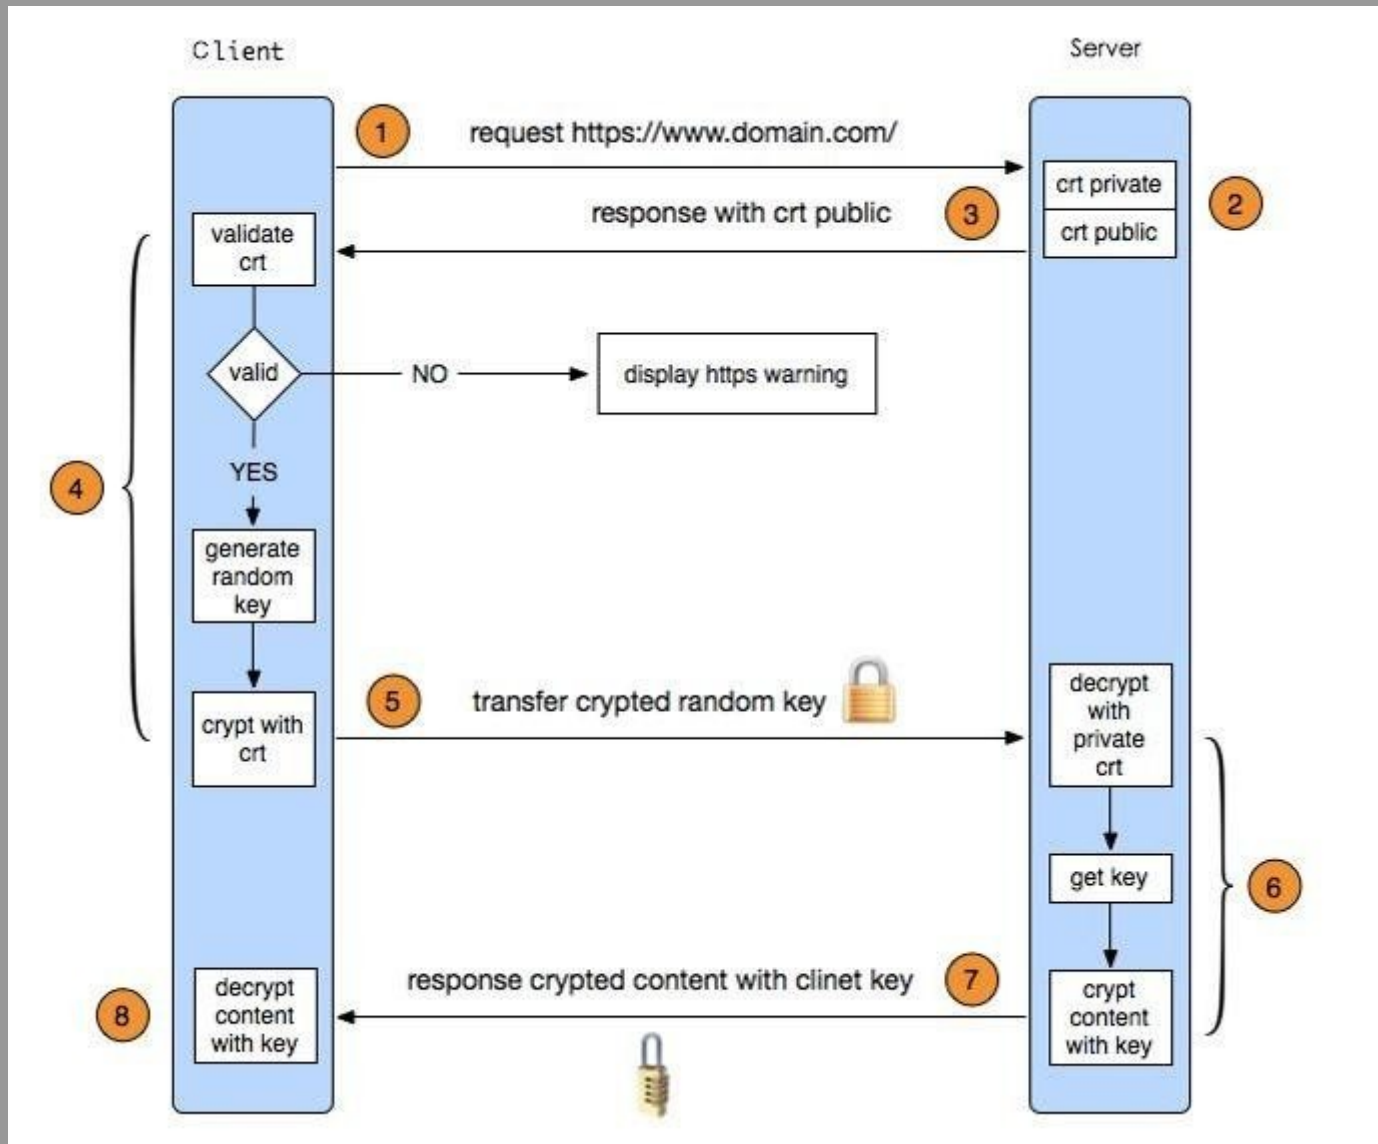 Client
Server
1
request https://www.domain.com/
crt private
2
response with crt public
3
crt public
validate
crt
valid
NO
display https warning
YES
4
generate
random
key
5
transfer crypted random key
crypt with
crt
decrypt
with
private
crt
get key
6
response crypted content with clinet key
7
crypt
content
with key
8
decrypt
content
with key